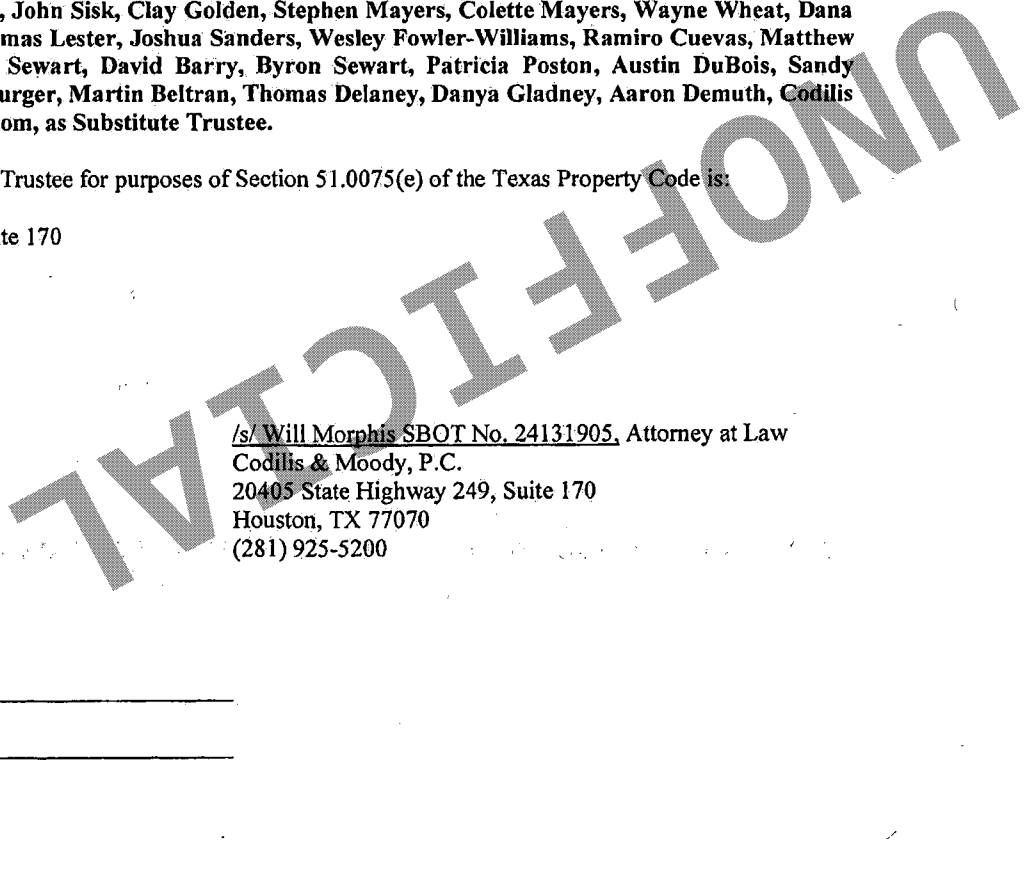 , John Sisk, Clay Golden, Stephen Mayers, Colette Mayers, Wayne Wheat, Dana
mas Lester, Joshua Sanders, Wesley Fowler-Williams, Ramiro Cuevas, Matthew
Sewart, David Barry, Byron Sewart, Patricia Poston, Austin DuBois, Sandy
urger, Martin Beltran, Thomas Delaney, Danya Gladney, Aaron Demuth, Codilis
om, as Substitute Trustee.
Trustee for purposes of Section 51.0075(e) of the Texas Property Code is:
te 170
UNOFFICIAL
/s/ Will Morphis SBOT No. 24131905, Attorney at Law
Codilis & Moody, P.C.
20405 State Highway 249, Suite 170
Houston, TX 77070
(281) 925-5200